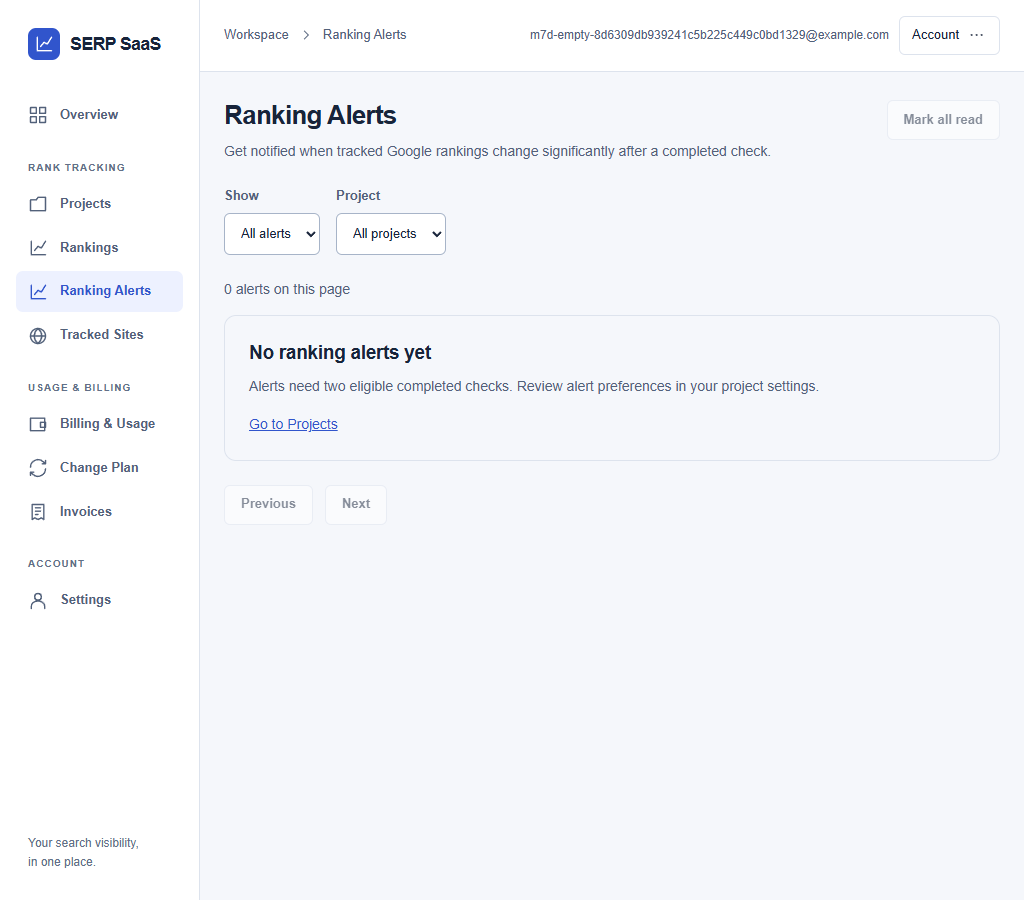 SERP SaaS
Overview
RANK TRACKING
Projects
Rankings
Ranking Alerts
Tracked Sites
USAGE & BILLING
Billing & Usage
Change Plan
Invoices
ACCOUNT
Settings
Your search visibility,
in one place.
Workspace > Ranking Alerts
m7d-empty-8d6309db939241c5b225c449c0bd1329@example.com
Account ···
Ranking Alerts
Mark all read
Get notified when tracked Google rankings change significantly after a completed check.
Show Project
All alerts All projects
0 alerts on this page
No ranking alerts yet
Alerts need two eligible completed checks. Review alert preferences in your project settings.
Go to Projects
Previous Next